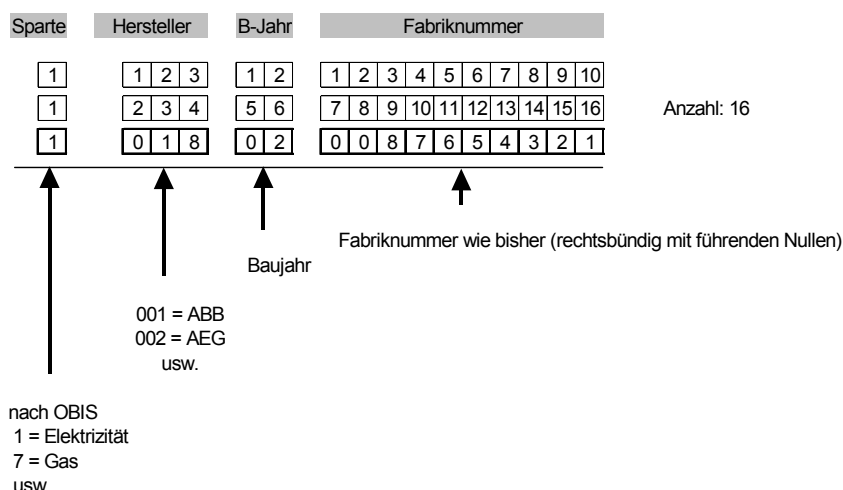 Sparte Hersteller B-Jahr Fabriknummer
1 1 2 3 1 2 1 2 3 4 5 6 7 8 9 10
1 2 3 4 5 6 7 8 9 10 11 12 13 14 15 16 Anzahl: 16
1 0 1 8 0 2 0 0 8 7 6 5 4 3 2 1
Fabriknummer wie bisher (rechtsbündig mit führenden Nullen)
Baujahr
001 = ABB
002 = AEG
usw.
nach OBIS
1 = Elektrizität
7 = Gas
usw